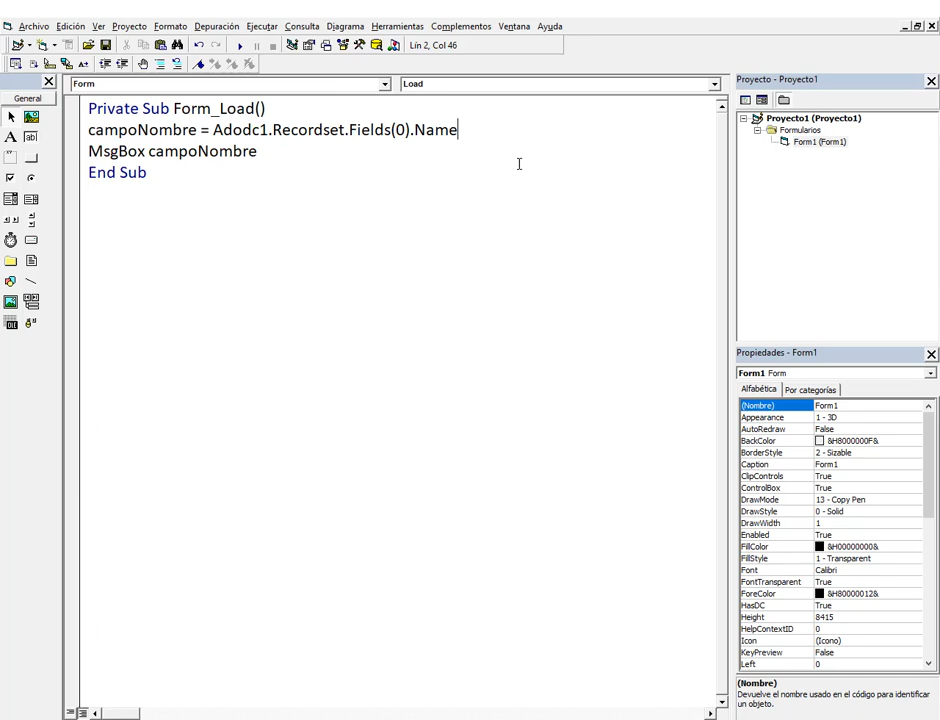 Archivo Edición Ver Proyecto Formato Depuración Ejecutar Consulta Diagrama Herramientas Complementos Ventana Ayuda
Lín 2, Col 46
General
Form Load
Private Sub Form_Load()
campoNombre = Adodc1.Recordset.Fields(0).Name
MsgBox campoNombre
End Sub
Proyecto - Proyecto1
Proyecto1 (Proyecto1)
Formularios
Form1 (Form1)
Propiedades - Form1
Form1 Form
Alfabética Por categorías
(Nombre) Form1
Appearance 1 - 3D
AutoRedraw False
BackColor &H8000000F&
BorderStyle 2 - Sizable
Caption Form1
ClipControls True
ControlBox True
DrawMode 13 - Copy Pen
DrawStyle 0 - Solid
DrawWidth 1
Enabled True
FillColor &H00000000&
FillStyle 1 - Transparent
Font Calibri
FontTransparent True
ForeColor &H80000012&
HasDC True
Height 8415
HelpContextID 0
Icon (Icono)
KeyPreview False
Left 0
(Nombre)
Devuelve el nombre usado en el código para identificar
un objeto.